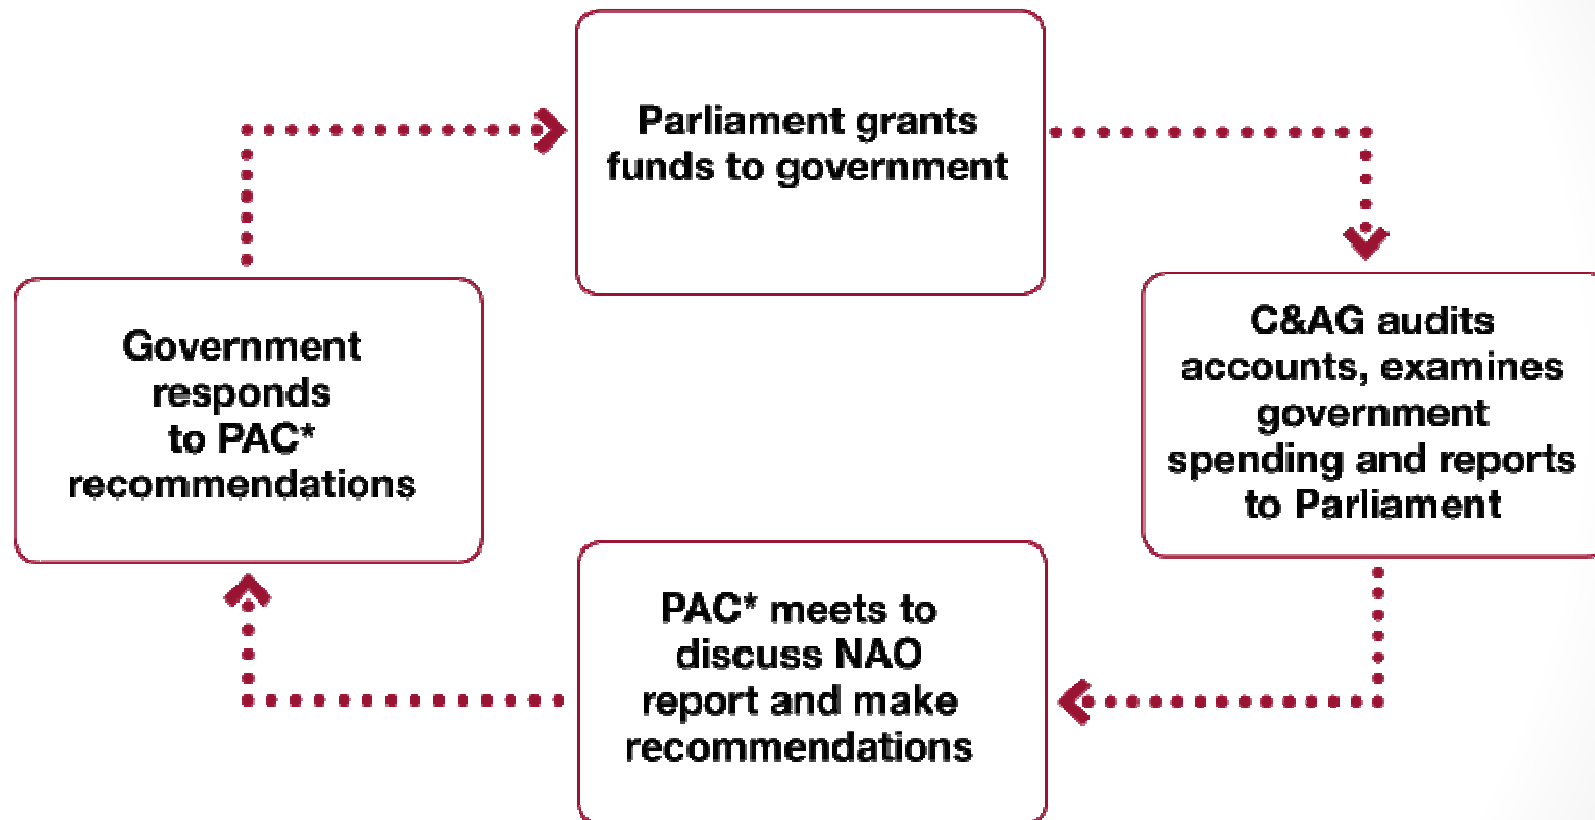 Parliament grants
funds to government
C&AG audits
accounts, examines
government
spending and reports
to Parliament
PAC* meets to
discuss NAO
report and make
recommendations
Government
responds
to PAC*
recommendations